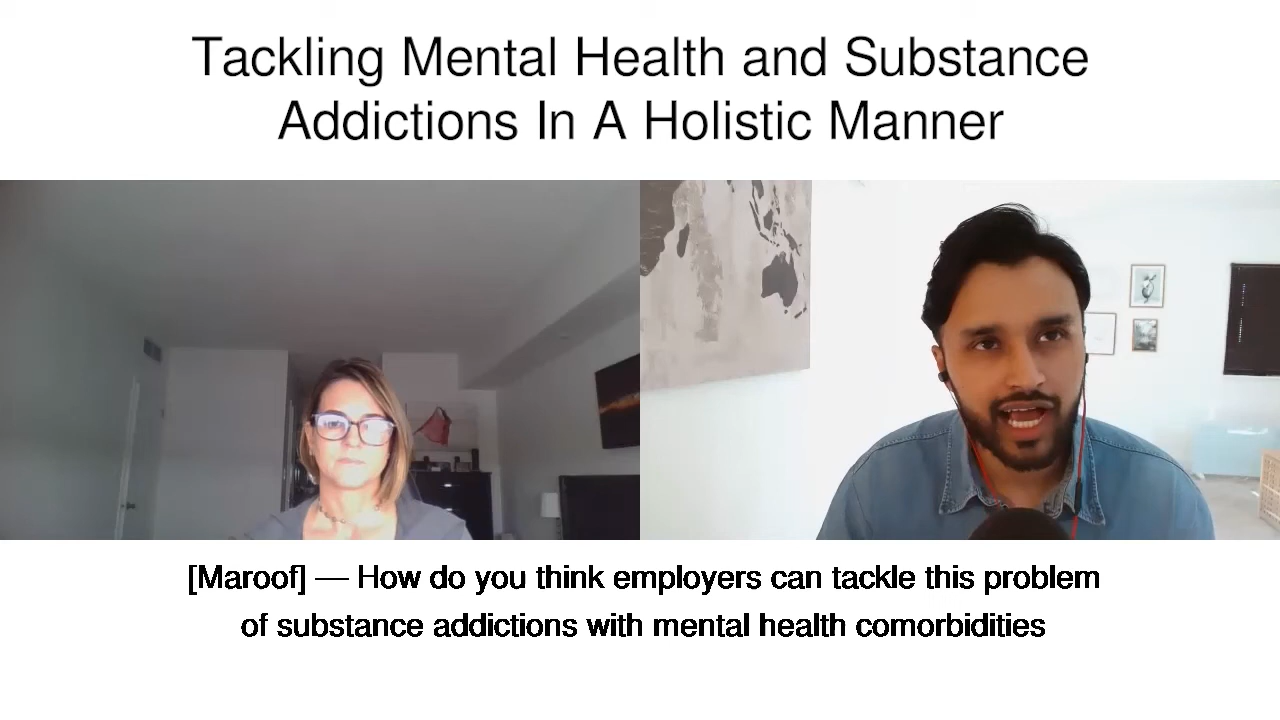 Tackling Mental Health and Substance
Addictions In A Holistic Manner
[Maroof] — How do you think employers can tackle this problem
of substance addictions with mental health comorbidities